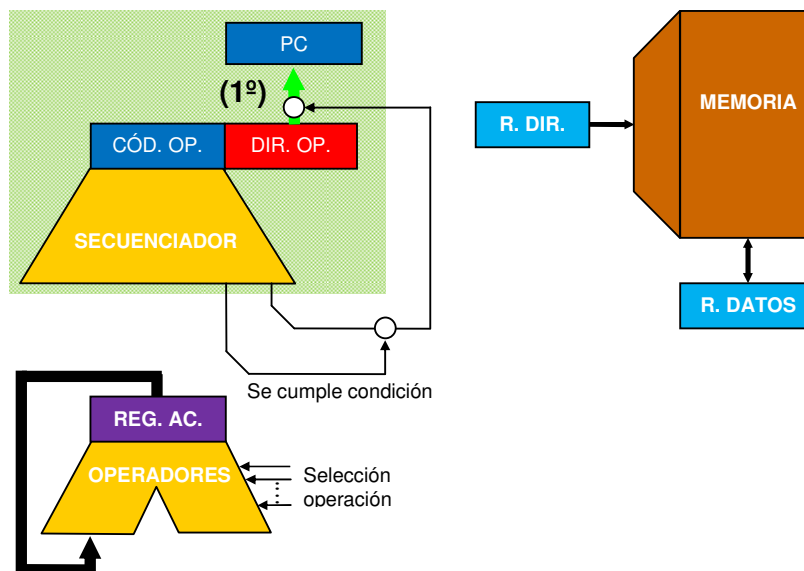 PC
(1º)
CÓD. OP.
DIR. OP.
SECUENCIADOR
R. DIR.
MEMORIA
R. DATOS
Se cumple condición
REG. AC.
OPERADORES
Selección
operación